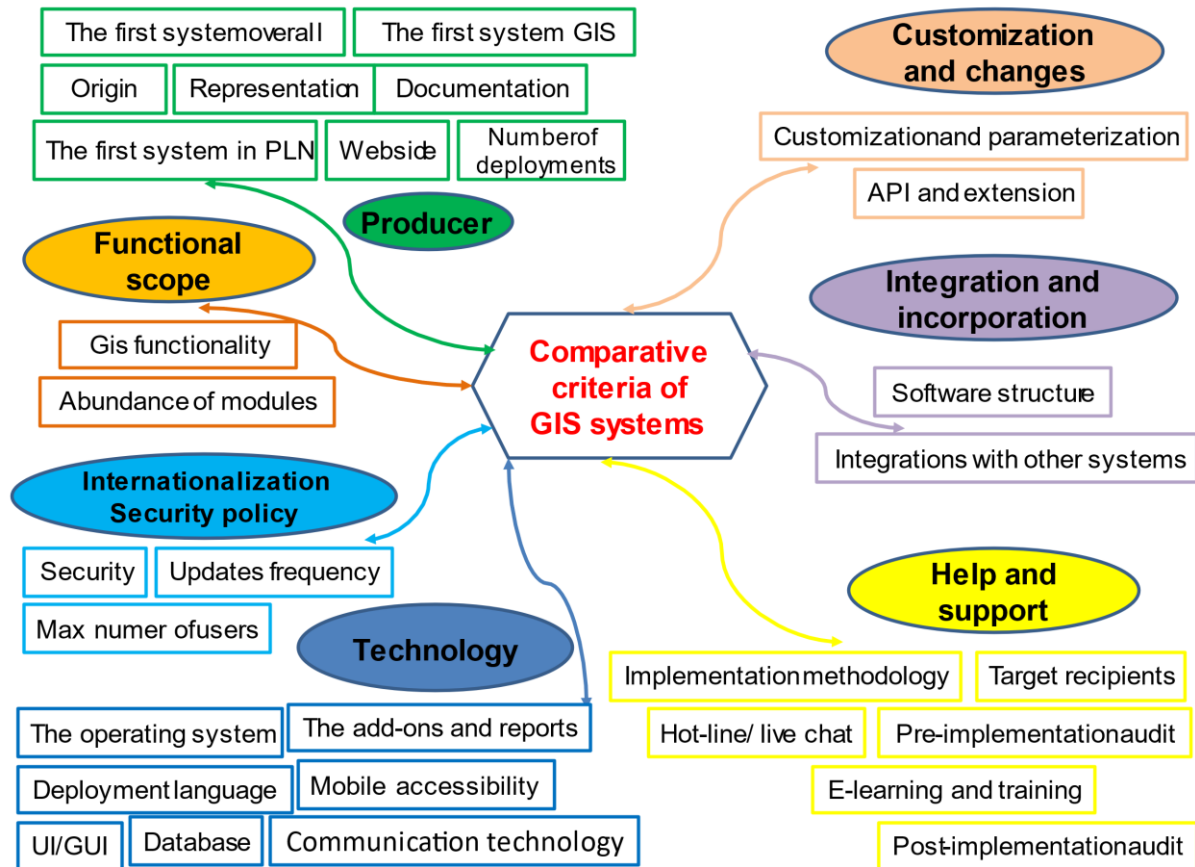 The first systemoverall
The first system GIS
Origin
Representation
Documentation
The first system in PLN
Webside
Numberof
deployments
Producer
Customization
and changes
Customizationand parameterization
API and extension
Functional
scope
Gis functionality
Abundance of modules
Integration and
incorporation
Software structure
Integrations with other systems
Comparative
criteria of
GIS systems
Internationalization
Security policy
Security
Updates frequency
Max numer ofusers
Technology
The operating system
The add-ons and reports
Deployment language
Mobile accessibility
UI/GUI
Database
Communication technology
Help and
support
Implementation methodology
Target recipients
Hot-line/ live chat
Pre-implementationaudit
E-learning and training
Post-implementationaudit